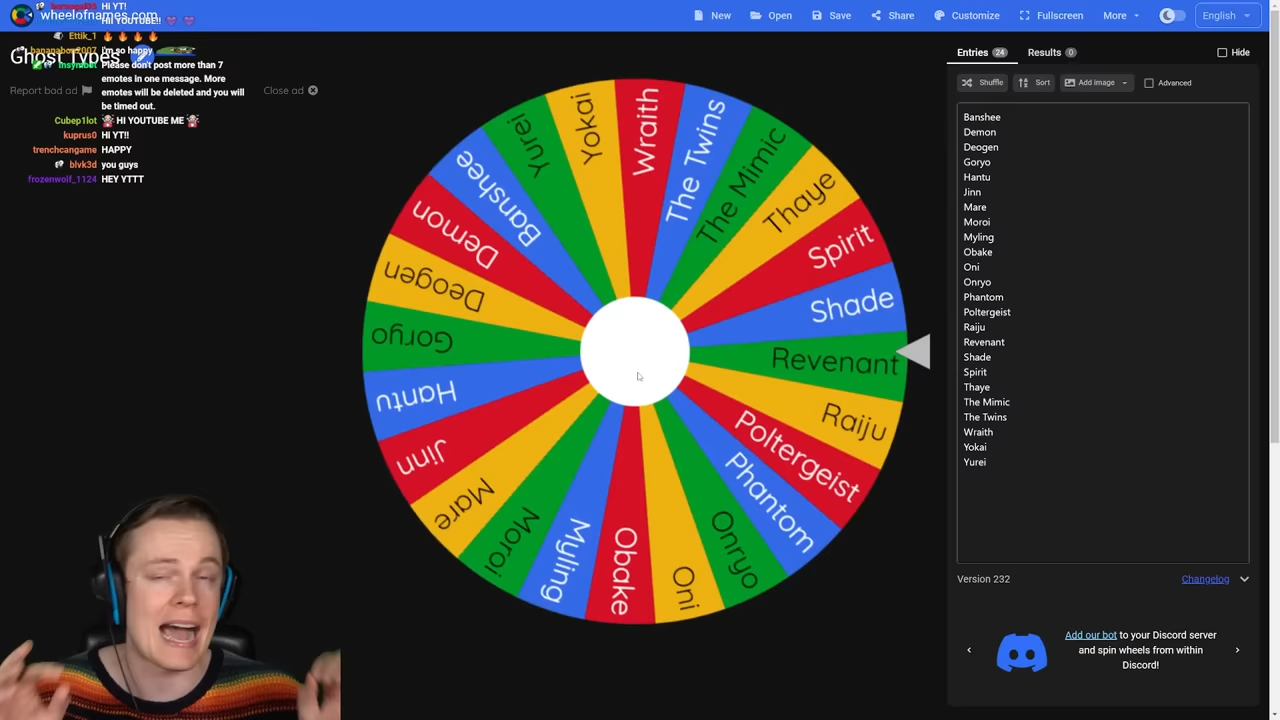 wheelofnames.com
New
Open
Save
Share
Customize
Fullscreen
More
English
Hi YT!
Hi YOUTUBE!!
Ettik_1
bananaboy2007 i'm so happy
Ghost Types
Please don't post more than 7
emotes in one message. More
emotes will be deleted and you will
be timed out.
Report bad ad
Close ad
Cubep1lot HI YOUTUBE ME
kuprus0 HI YT!!
trenchcangame HAPPY
blvk3d you guys
frozenwolf_1124 HEY YTTT
Wraith
The Twins
The Mimic
Thaye
Spirit
Shade
Revenant
Raiju
Poltergeist
Phantom
Onryo
Oni
Obake
Myling
Moroi
Mare
Jinn
Hantu
Goryo
Deogen
Demon
Banshee
Yurei
Yokai
Entries 24
Results 0
Hide
Shuffle
Sort
Add image
Advanced
Banshee
Demon
Deogen
Goryo
Hantu
Jinn
Mare
Moroi
Myling
Obake
Oni
Onryo
Phantom
Poltergeist
Raiju
Revenant
Shade
Spirit
Thaye
The Mimic
The Twins
Wraith
Yokai
Yurei
Version 232
Changelog
Add our bot to your Discord server
and spin wheels from within
Discord!